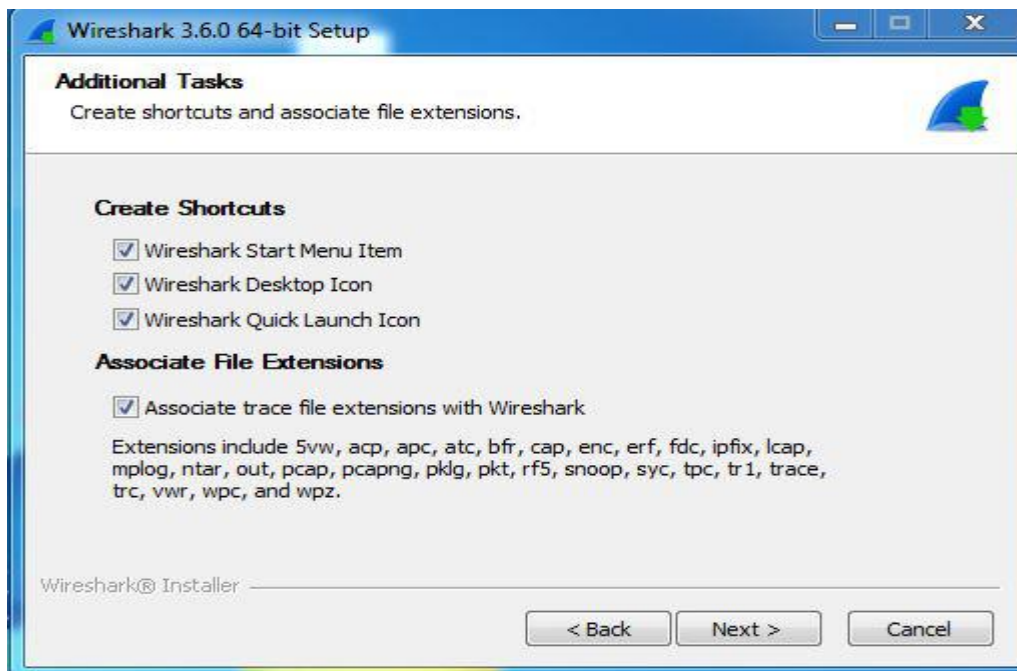 Wireshark 3.6.0 64-bit Setup
Additional Tasks
Create shortcuts and associate file extensions.
Create Shortcuts
Wireshark Start Menu Item
Wireshark Desktop Icon
Wireshark Quick Launch Icon
Associate File Extensions
Associate trace file extensions with Wireshark
Extensions include 5vw, acp, apc, atc, bfr, cap, enc, erf, fdc, ipfix, lcap,
mplog, ntar, out, pcap, pcapng, pklg, pkt, rf5, snoop, syc, tpc, tr1, trace,
trc, vwr, wpc, and wpz.
Wireshark® Installer
< Back Next > Cancel